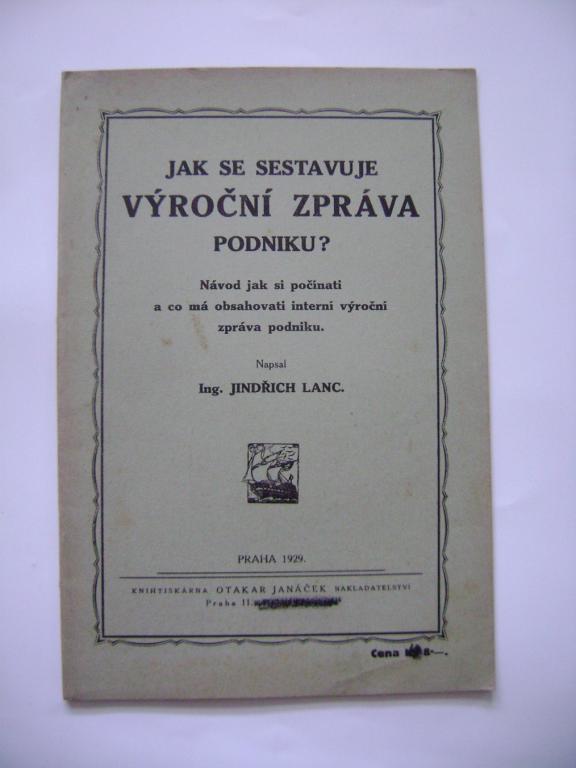 JAK SE SESTAVUJE
VÝROČNÍ ZPRÁVA
PODNIKU?
Návod jak si počínati
a co má obsahovati interní výroční
zpráva podniku.
Napsal
Ing. JINDŘICH LANC.
PRAHA 1929.
KNIHTISKÁRNA OTAKAR JANÁČEK NAKLADATELSTVÍ
Praha II.
Cena 8·—.